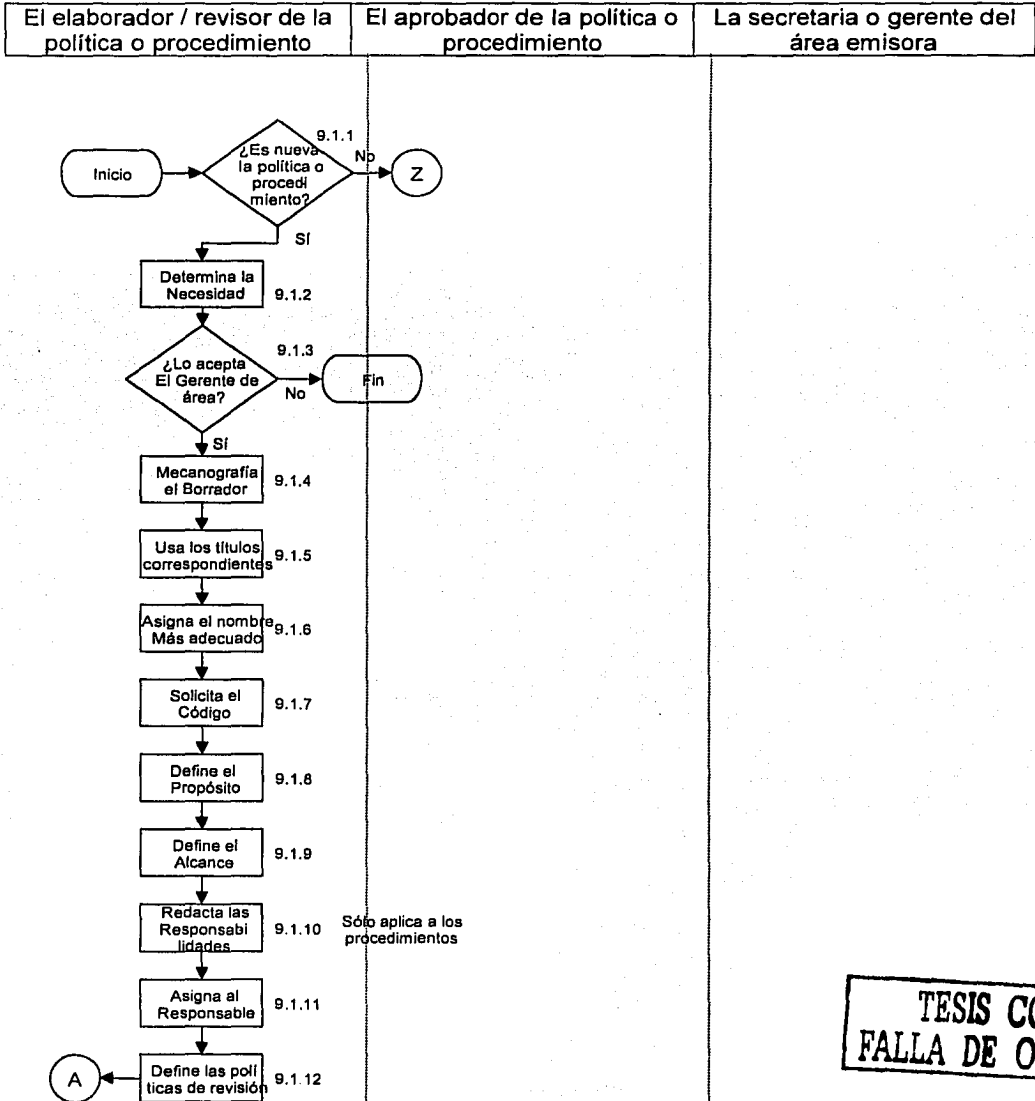 El elaborador / revisor de la
política o procedimiento
El aprobador de la política o
procedimiento
La secretaria o gerente del
área emisora
Inicio
¿Es nueva
la política o
procedi
miento?
9.1.1
No
Z
Sí
Determina la
Necesidad
9.1.2
¿Lo acepta
El Gerente de
área?
9.1.3
No
Fin
Sí
Mecanografía
el Borrador
9.1.4
Usa los títulos
correspondientes
9.1.5
Asigna el nombre
Más adecuado
9.1.6
Solicita el
Código
9.1.7
Define el
Propósito
9.1.8
Define el
Alcance
9.1.9
Redacta las
Responsabi
lidades
9.1.10
Sólo aplica a los
procedimientos
Asigna al
Responsable
9.1.11
Define las polí
ticas de revisión
9.1.12
A
TESIS CO
FALLA DE O